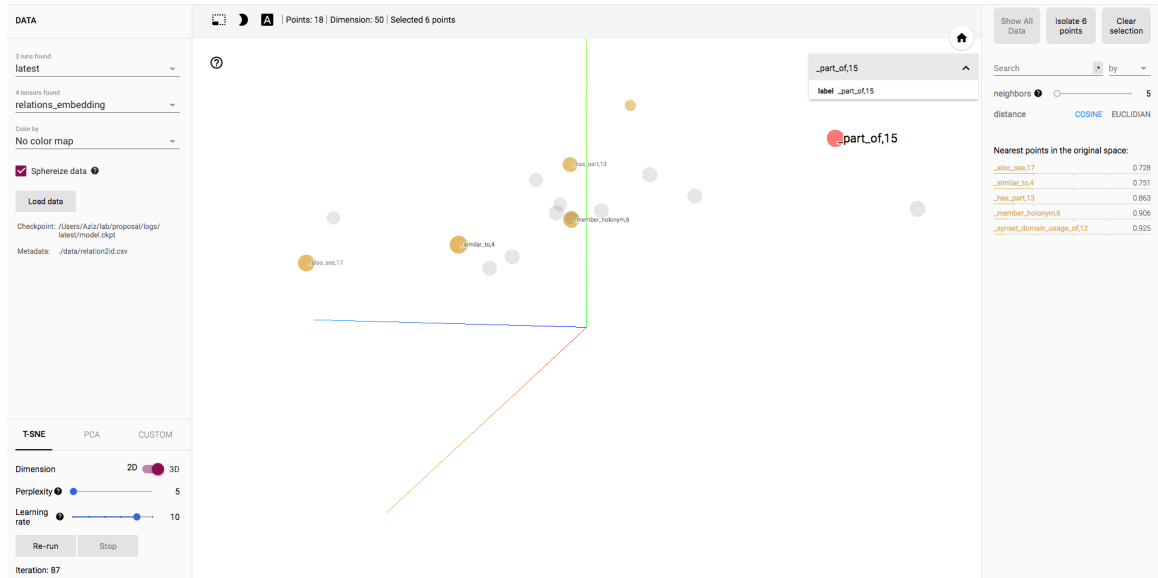 DATA
Points: 18 | Dimension: 50 | Selected 6 points
3 runs found
latest
4 tensors found
relations_embedding
Color by
No color map
Sphereize data
Load data
Checkpoint: /Users/Aziz/lab/proposal/logs/
latest/model.ckpt
Metadata: ./data/relation2id.csv
T-SNE PCA CUSTOM
Dimension 2D 3D
Perplexity 5
Learning
rate 10
Re-run Stop
Iteration: 87
A
_part_of,15
label _part_of,15
_part_of,15
_has_part,13
_member_holonym,6
_similar_to,4
_also_see,17
Show All
Data
Isolate 6
points
Clear
selection
Search .* by
neighbors 5
distance COSINE EUCLIDIAN
Nearest points in the original space:
_also_see,17 0.728
_similar_to,4 0.751
_has_part,13 0.863
_member_holonym,6 0.906
_synset_domain_usage_of,12 0.925